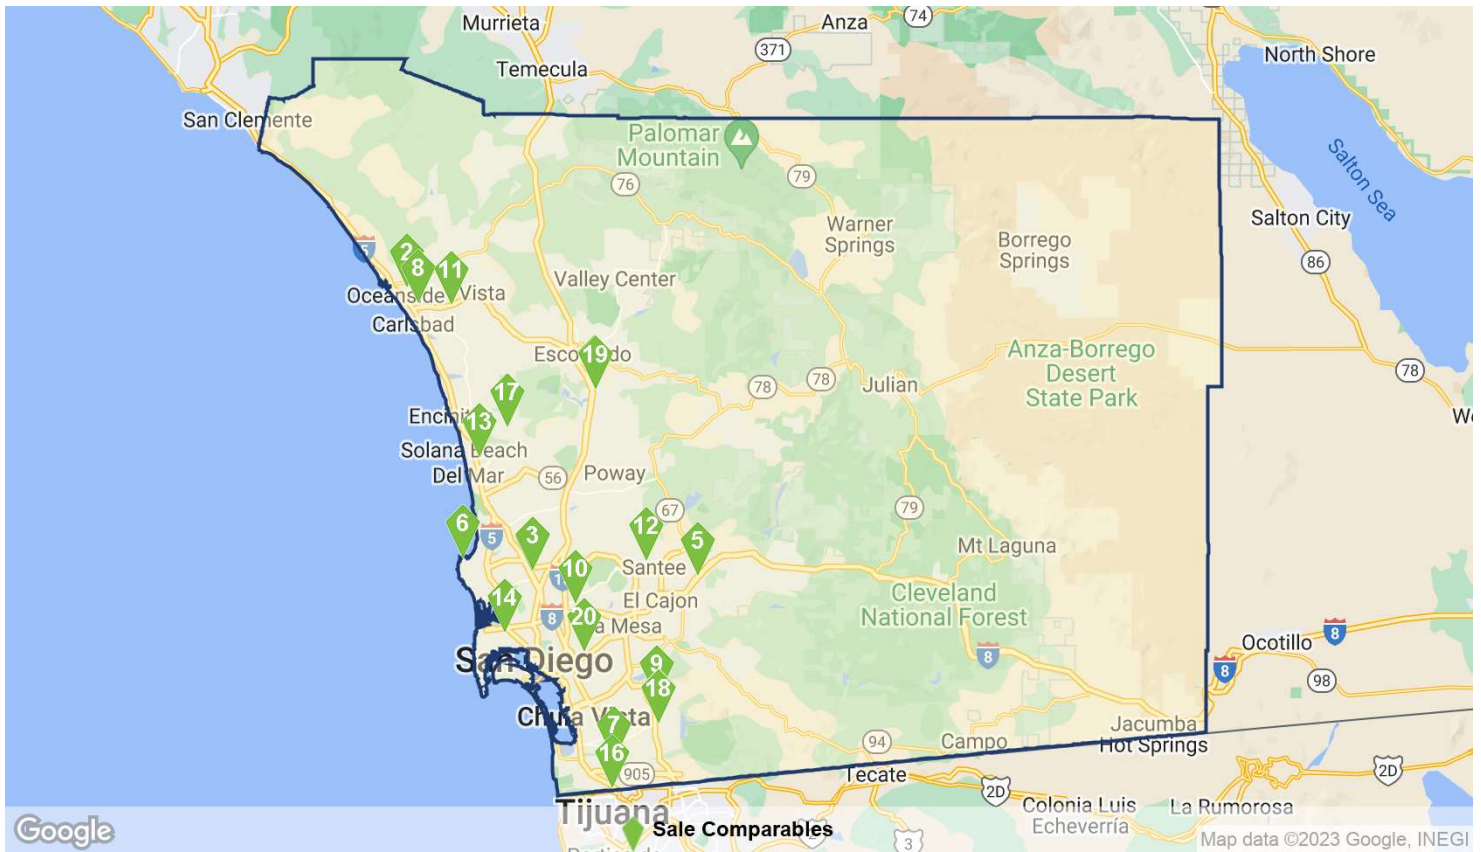 Murrieta
Anza
74
371
North Shore
Temecula
San Clemente
Palomar
Mountain
79
76
Salton Sea
Warner
Springs
Salton City
Borrego
Springs
5
2
8
11
86
Valley Center
Oceanside
Vista
Carlsbad
Escondido
19
Anza-Borrego
Desert
State Park
78
78
78
Julian
17
13
Solana Beach
Del Mar
56
Poway
67
79
6
5
3
12
5
Mt Laguna
10
Santee
14
El Cajon
Cleveland
National Forest
8
20
La Mesa
8
Ocotillo
8
San Diego
9
8
98
18
Chula Vista
7
Jacumba
Hot Springs
94
Campo
16
905
Tecate
2D
2D
Tijuana
Colonia Luis
Echeverría
La Rumorosa
Google
Sale Comparables
3
Map data ©2023 Google, INEGI